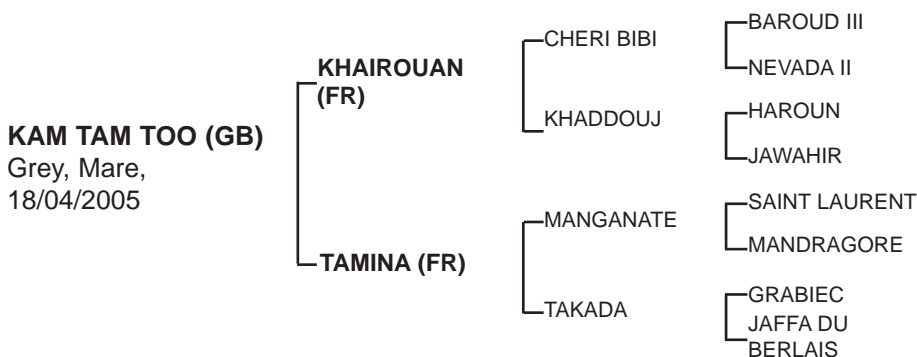 KAM TAM TOO (GB)
Grey, Mare,
18/04/2005
KHAIROUAN
(FR)
TAMINA (FR)
CHERI BIBI
KHADDOUJ
MANGANATE
TAKADA
BAROUD III
NEVADA II
HAROUN
JAWAHIR
SAINT LAURENT
MANDRAGORE
GRABIEC
JAFFA DU
BERLAIS